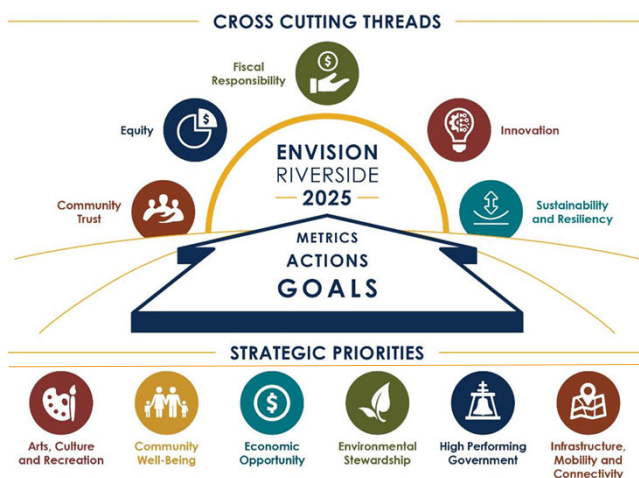 CROSS CUTTING THREADS
Fiscal
Responsibility
$
Equity
$
Innovation
ENVISION
RIVERSIDE
2025
Community
Trust
Sustainability
and Resiliency
METRICS
ACTIONS
GOALS
STRATEGIC PRIORITIES
$
Arts, Culture
and Recreation
Community
Well-Being
Economic
Opportunity
Environmental
Stewardship
High Performing
Government
Infrastructure,
Mobility and
Connectivity